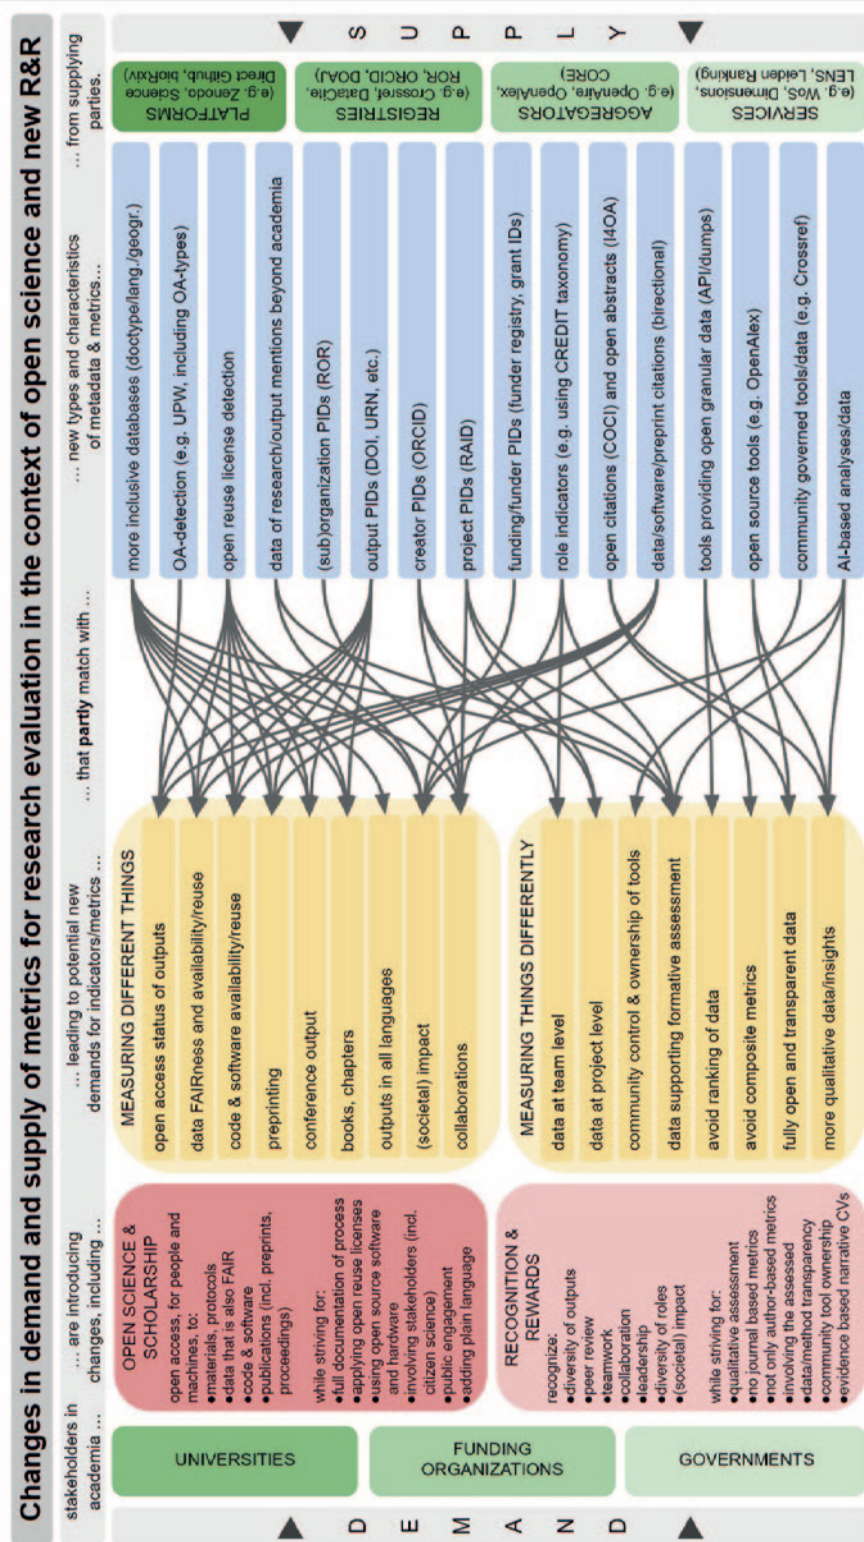 Changes in demand and supply of metrics for research evaluation in the context of open science and new R&R
stakeholders in
academia ...
... are introducing
changes, including ...
... leading to potential new
demands for indicators/metrics ...
... that partly match with ...
... new types and characteristics
of metadata & metrics...
... from supplying
parties.
DEMAND
UNIVERSITIES
FUNDING
ORGANIZATIONS
GOVERNMENTS
OPEN SCIENCE &
SCHOLARSHIP
open access, for people and
machines, to:
•materials, protocols
•data that is also FAIR
•code & software
•publications (incl. preprints,
proceedings)
while striving for:
•full documentation of process
•applying open reuse licenses
•using open source software
and hardware
•involving stakeholders (incl.
citizen science)
•public engagement
•adding plain language
RECOGNITION &
REWARDS
recognize:
•diversity of outputs
•peer review
•teamwork
•collaboration
•leadership
•diversity of roles
•(societal) impact
while striving for:
•qualitative assessment
•no journal based metrics
•not only author-based metrics
•involving the assessed
•data/method transparency
•community tool ownership
•evidence based narrative CVs
MEASURING DIFFERENT THINGS
open access status of outputs
data FAIRness and availability/reuse
code & software availability/reuse
preprinting
conference output
books, chapters
outputs in all languages
(societal) impact
collaborations
MEASURING THINGS DIFFERENTLY
data at team level
data at project level
community control & ownership of tools
data supporting formative assessment
avoid ranking of data
avoid composite metrics
fully open and transparent data
more qualitative data/insights
more inclusive databases (doctype/lang./geogr.)
OA-detection (e.g. UPW, including OA-types)
open reuse license detection
data of research/output mentions beyond academia
(sub)organization PIDs (ROR)
output PIDs (DOI, URN, etc.)
creator PIDs (ORCID)
project PIDs (RAID)
funding/funder PIDs (funder registry, grant IDs)
role indicators (e.g. using CREDIT taxonomy)
open citations (COCI) and open abstracts (I4OA)
data/software/preprint citations (birectional)
tools providing open granular data (API/dumps)
open source tools (e.g. OpenAlex)
community governed tools/data (e.g. Crossref)
AI-based analyses/data
PLATFORMS
(e.g. Zenodo, Science
Direct Github, bioRxiv)
REGISTRIES
(e.g. Crossref, DataCite,
ROR, ORCID, DOAJ)
AGGREGATORS
(e.g. OpenAire, OpenAlex,
CORE)
SERVICES
(e.g. WoS, Dimensions,
LENS, Leiden Ranking)
SUPPLY